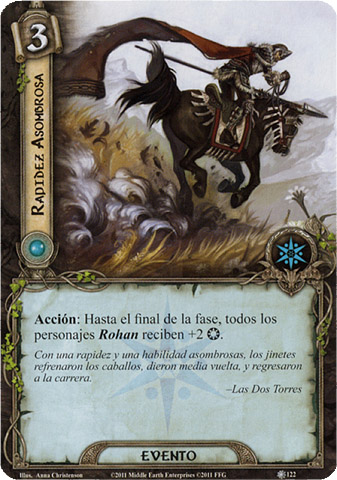 3
Rapidez Asombrosa
Acción: Hasta el final de la fase, todos los
personajes Rohan reciben +2 .
Con una rapidez y una habilidad asombrosas, los jinetes
refrenaron los caballos, dieron media vuelta, y regresaron
a la carrera.
–Las Dos Torres
EVENTO
Illus. Anna Christenson
©2011 Middle Earth Enterprises ©2011 FFG
122